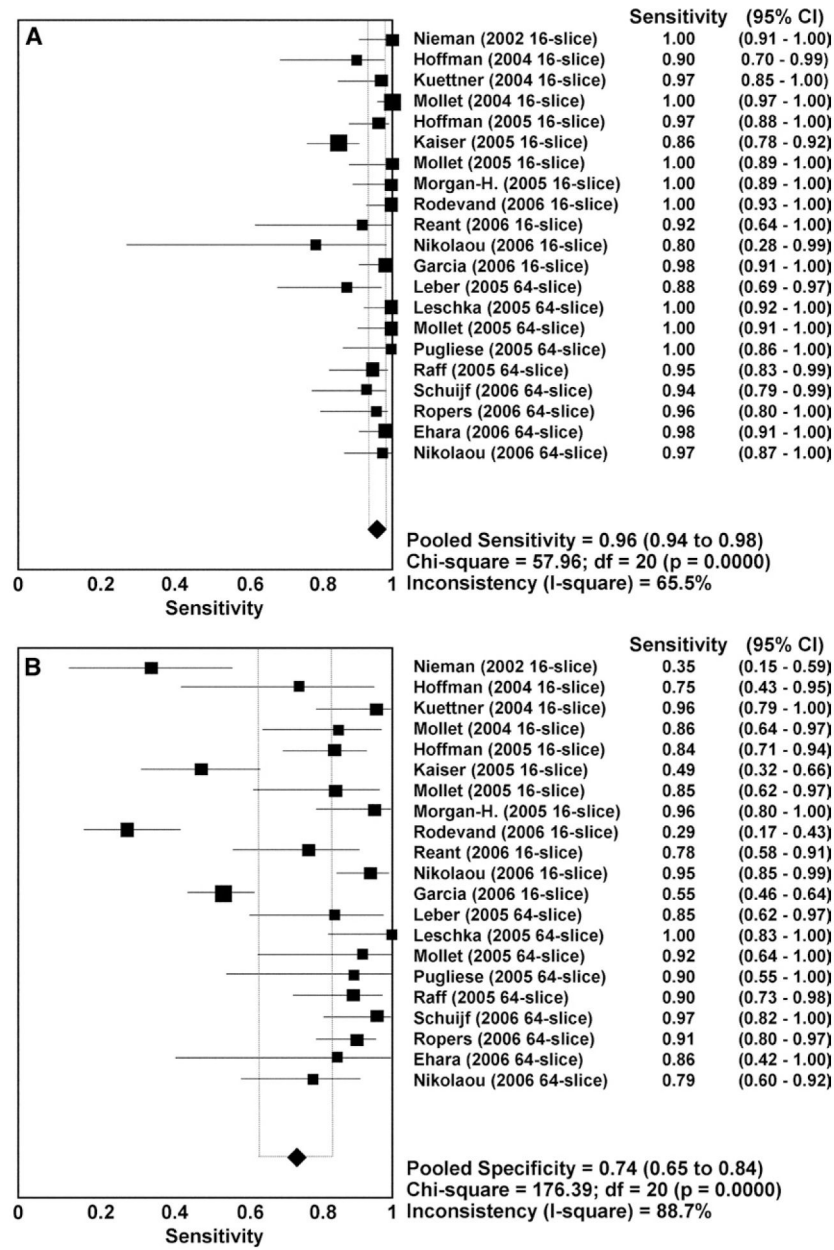 A
Sensitivity (95% CI)
Nieman (2002 16-slice) 1.00 (0.91 - 1.00)
Hoffman (2004 16-slice) 0.90 0.70 - 0.99)
Kuettner (2004 16-slice) 0.97 0.85 - 1.00)
Mollet (2004 16-slice) 1.00 (0.97 - 1.00)
Hoffman (2005 16-slice) 0.97 (0.88 - 1.00)
Kaiser (2005 16-slice) 0.86 (0.78 - 0.92)
Mollet (2005 16-slice) 1.00 (0.89 - 1.00)
Morgan-H. (2005 16-slice) 1.00 (0.89 - 1.00)
Rodevand (2006 16-slice) 1.00 (0.93 - 1.00)
Reant (2006 16-slice) 0.92 (0.64 - 1.00)
Nikolaou (2006 16-slice) 0.80 (0.28 - 0.99)
Garcia (2006 16-slice) 0.98 (0.91 - 1.00)
Leber (2005 64-slice) 0.88 (0.69 - 0.97)
Leschka (2005 64-slice) 1.00 (0.92 - 1.00)
Mollet (2005 64-slice) 1.00 (0.91 - 1.00)
Pugliese (2005 64-slice) 1.00 (0.86 - 1.00)
Raff (2005 64-slice) 0.95 (0.83 - 0.99)
Schuijf (2006 64-slice) 0.94 (0.79 - 0.99)
Ropers (2006 64-slice) 0.96 (0.80 - 1.00)
Ehara (2006 64-slice) 0.98 (0.91 - 1.00)
Nikolaou (2006 64-slice) 0.97 (0.87 - 1.00)
Pooled Sensitivity = 0.96 (0.94 to 0.98)
Chi-square = 57.96; df = 20 (p = 0.0000)
Inconsistency (I-square) = 65.5%
0 0.2 0.4 0.6 0.8 1
Sensitivity
B
Sensitivity (95% CI)
Nieman (2002 16-slice) 0.35 (0.15 - 0.59)
Hoffman (2004 16-slice) 0.75 (0.43 - 0.95)
Kuettner (2004 16-slice) 0.96 (0.79 - 1.00)
Mollet (2004 16-slice) 0.86 (0.64 - 0.97)
Hoffman (2005 16-slice) 0.84 (0.71 - 0.94)
Kaiser (2005 16-slice) 0.49 (0.32 - 0.66)
Mollet (2005 16-slice) 0.85 (0.62 - 0.97)
Morgan-H. (2005 16-slice) 0.96 (0.80 - 1.00)
Rodevand (2006 16-slice) 0.29 (0.17 - 0.43)
Reant (2006 16-slice) 0.78 (0.58 - 0.91)
Nikolaou (2006 16-slice) 0.95 (0.85 - 0.99)
Garcia (2006 16-slice) 0.55 (0.46 - 0.64)
Leber (2005 64-slice) 0.85 (0.62 - 0.97)
Leschka (2005 64-slice) 1.00 (0.83 - 1.00)
Mollet (2005 64-slice) 0.92 (0.64 - 1.00)
Pugliese (2005 64-slice) 0.90 (0.55 - 1.00)
Raff (2005 64-slice) 0.90 (0.73 - 0.98)
Schuijf (2006 64-slice) 0.97 (0.82 - 1.00)
Ropers (2006 64-slice) 0.91 (0.80 - 0.97)
Ehara (2006 64-slice) 0.86 (0.42 - 1.00)
Nikolaou (2006 64-slice) 0.79 (0.60 - 0.92)
Pooled Specificity = 0.74 (0.65 to 0.84)
Chi-square = 176.39; df = 20 (p = 0.0000)
Inconsistency (I-square) = 88.7%
0 0.2 0.4 0.6 0.8 1
Sensitivity